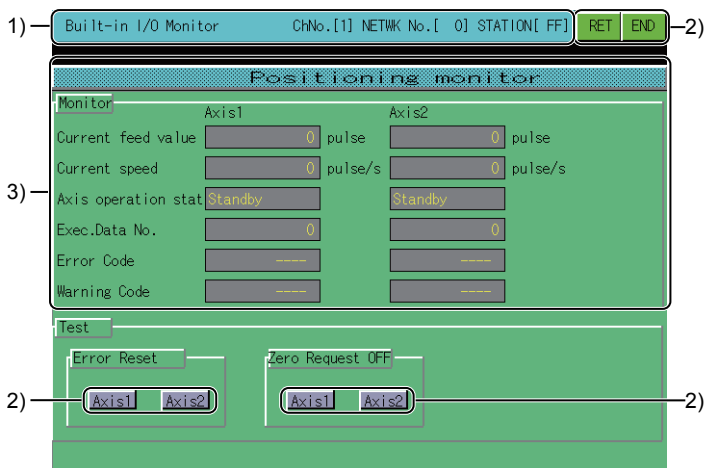 1) Built-in I/O Monitor ChNo.[1] NETWK No.[ 0] STATION[ FF] RET END 2)
Positioning monitor
Monitor
Axis1 Axis2
Current feed value 0 pulse 0 pulse
Current speed 0 pulse/s 0 pulse/s
3) Axis operation stat Standby Standby
Exec.Data No. 0 0
Error Code ---- ----
Warning Code ---- ----
Test
Error Reset Zero Request OFF
2) Axis1 Axis2 Axis1 Axis2 2)